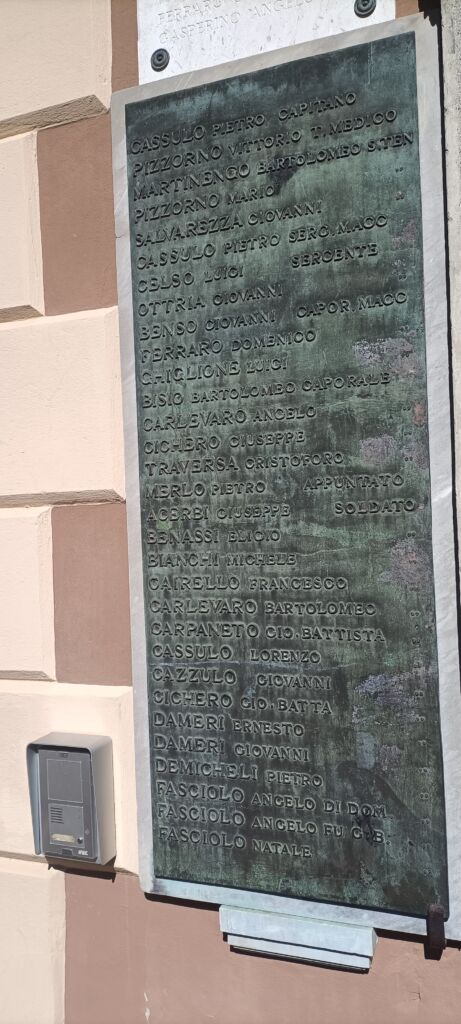 FERRARO
GASPERINO ANGELO
CASSULO PIETRO CAPITANO
PIZZORNO VITTORIO T. MEDICO
MARTINENGO BARTOLOMEO S.TEN
PIZZORNO MARIO
SALVAREZZA GIOVANNI
CASSULO PIETRO SERG. MAGG
CELSO LUIGI SERGENTE
OTTRIA GIOVANNI
BENSO GIOVANNI CAPOR. MAGG
FERRARO DOMENICO
GHIGLIONE LUIGI
BISIO BARTOLOMEO CAPORALE
CARLEVARO ANGELO
CICHERO GIUSEPPE
TRAVERSA CRISTOFORO
MERLO PIETRO APPUNTATO
ACERBI GIUSEPPE SOLDATO
BENASSI ELIGIO
BIANCHI MICHELE
CAIRELLO FRANCESCO
CARLEVARO BARTOLOMEO
CARPANETO GIO. BATTISTA
CASSULO LORENZO
CAZZULO GIOVANNI
CICHERO GIO. BATTA
DAMERI ERNESTO
DAMERI GIOVANNI
DEMICHELI PIETRO
FASCIOLO ANGELO DI DOM.
FASCIOLO ANGELO FU G.B.
FASCIOLO NATALE